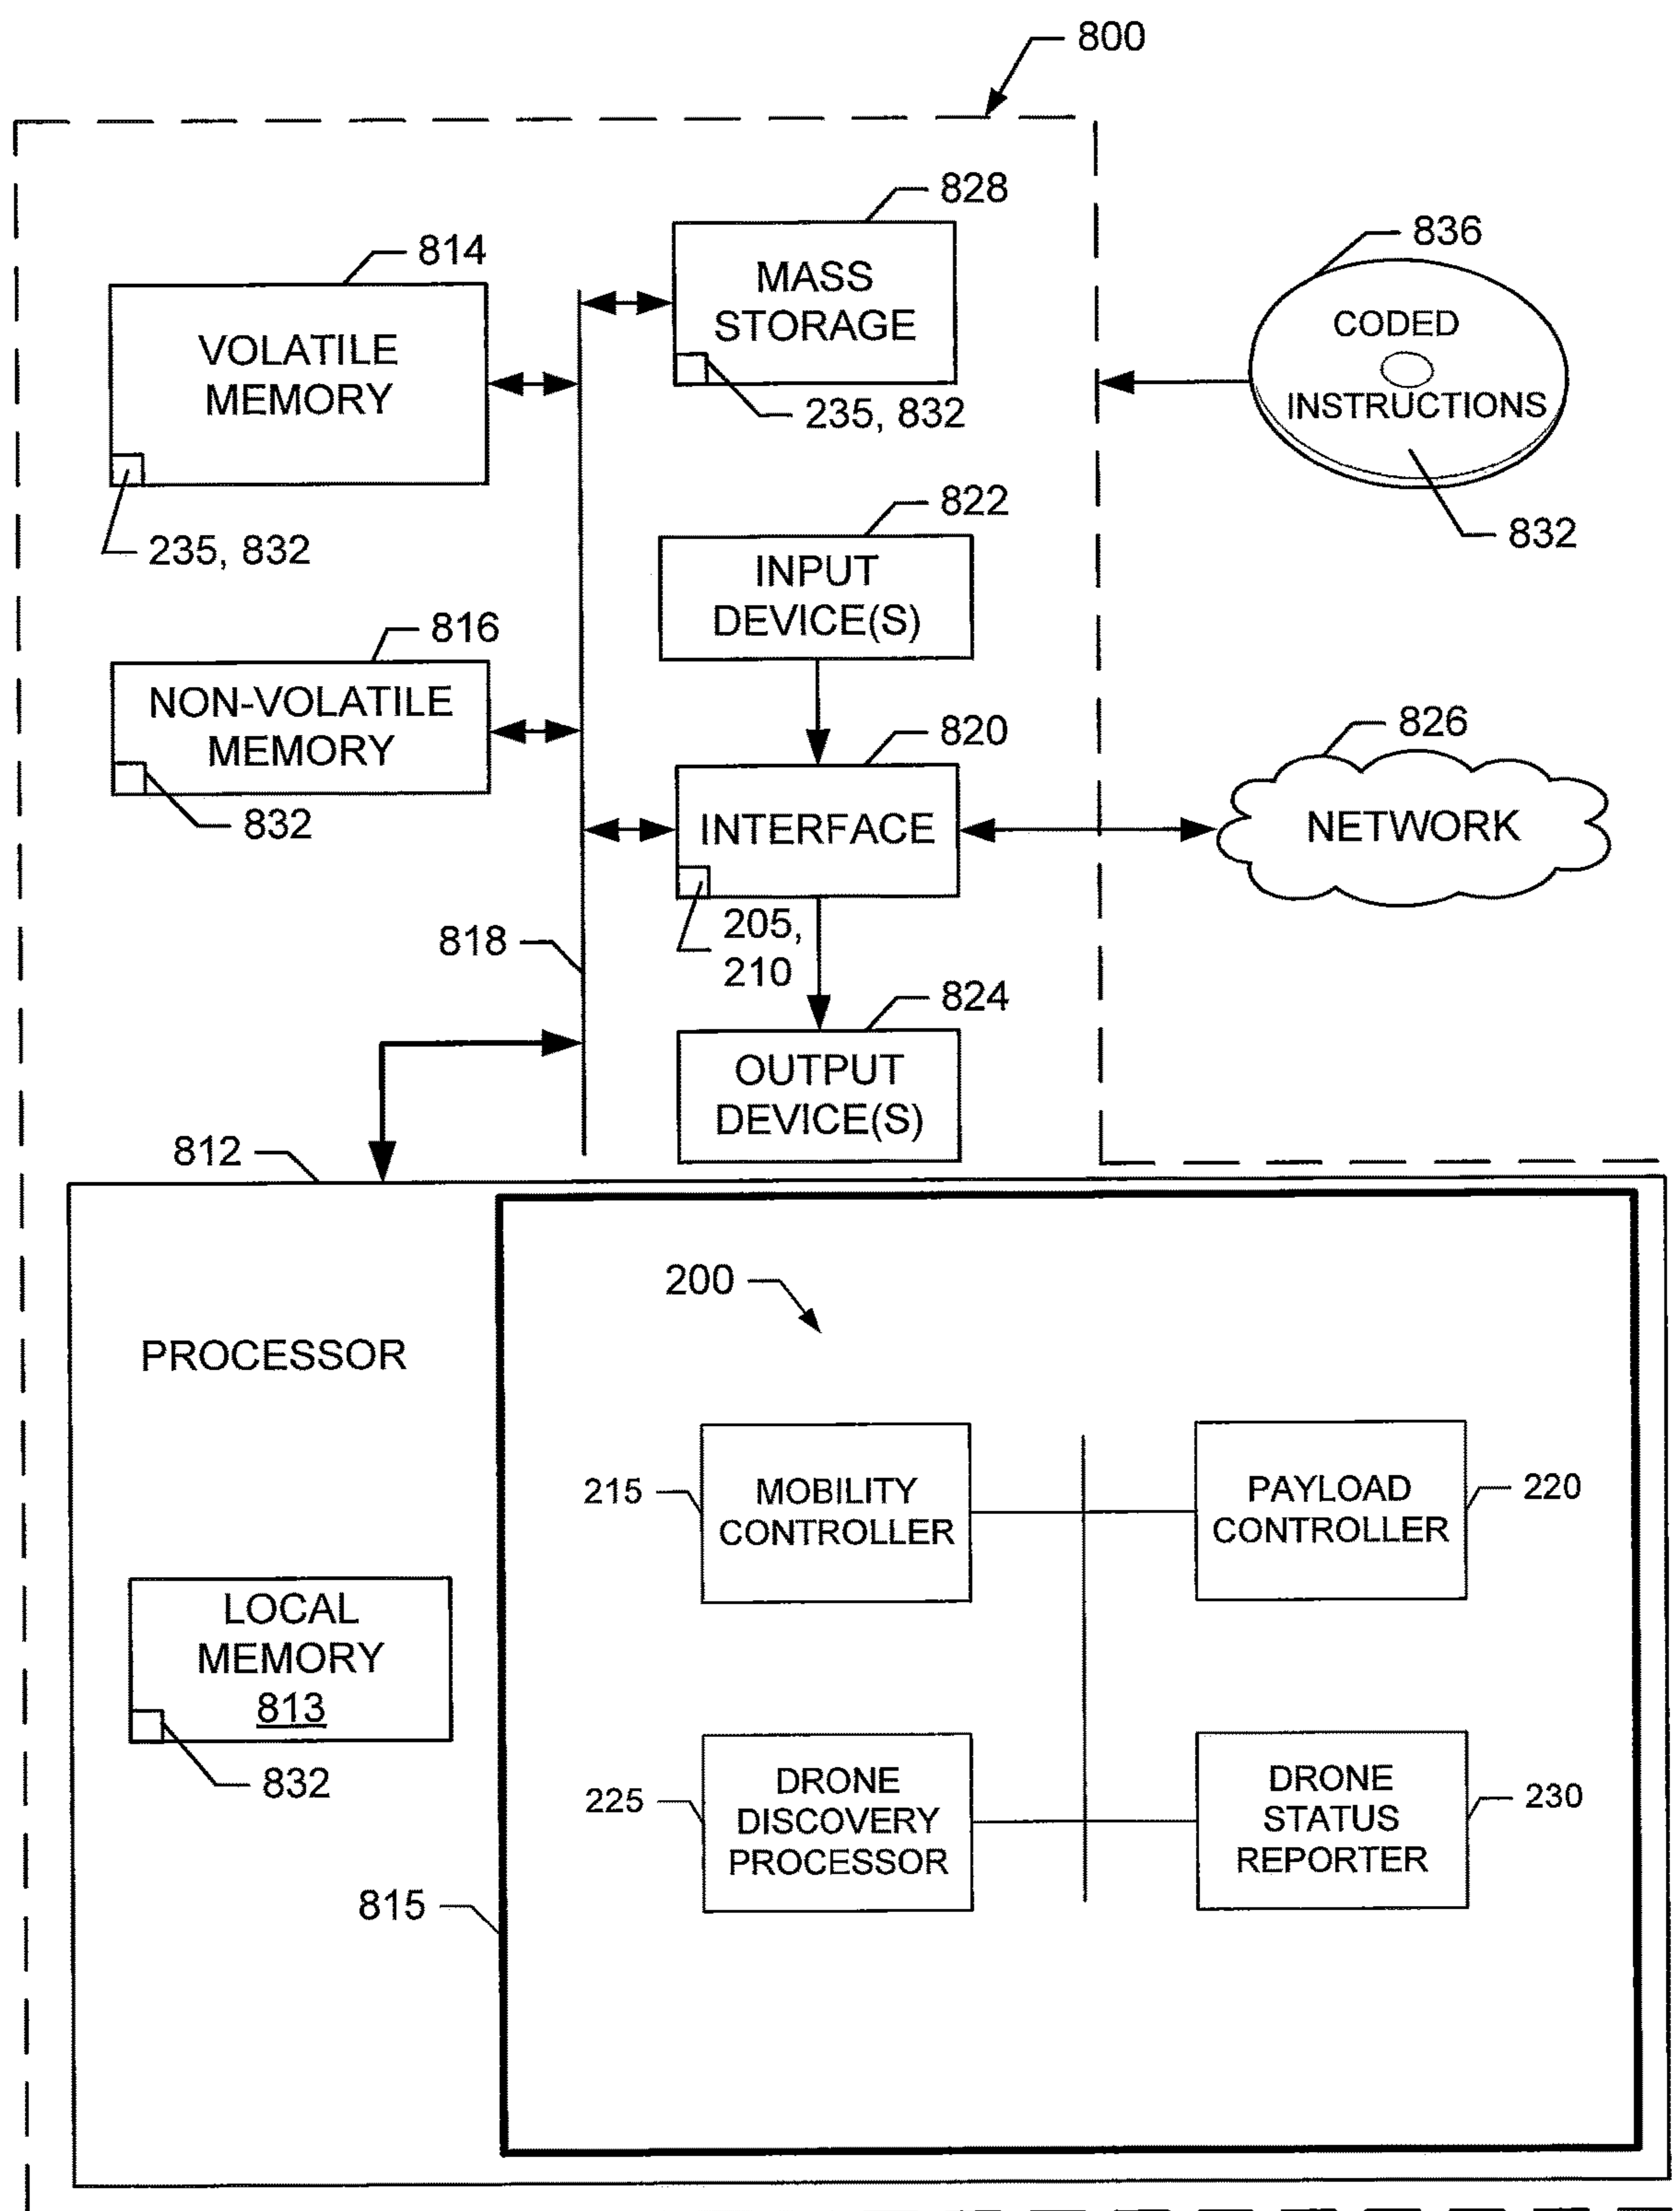 800
828
MASS
STORAGE
235, 832
814
VOLATILE
MEMORY
235, 832
836
CODED
INSTRUCTIONS
832
822
INPUT
DEVICE(S)
816
NON-VOLATILE
MEMORY
832
820
INTERFACE
205,
210
826
NETWORK
818
824
OUTPUT
DEVICE(S)
812
PROCESSOR
LOCAL
MEMORY
813
832
815
200
215
MOBILITY
CONTROLLER
PAYLOAD
CONTROLLER
220
225
DRONE
DISCOVERY
PROCESSOR
DRONE
STATUS
REPORTER
230